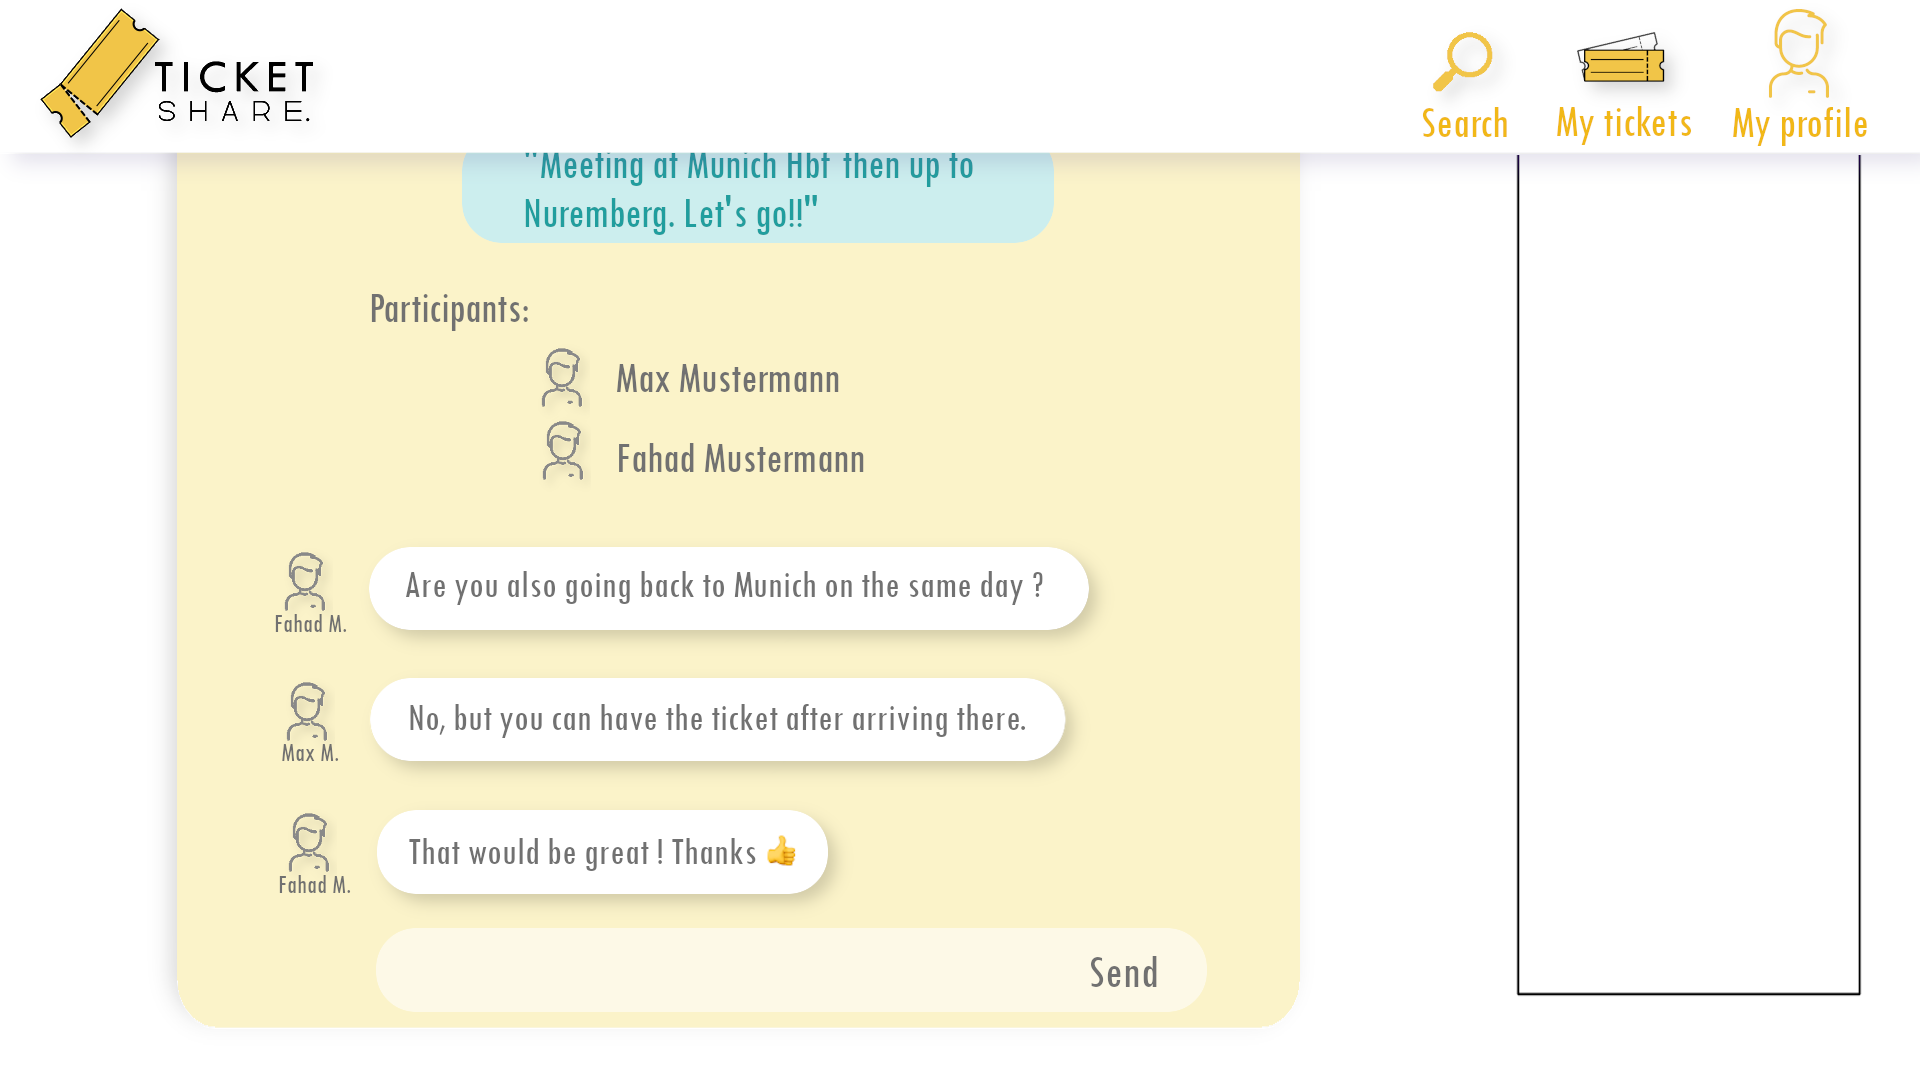 TICKET
SHARE.
Search
My tickets
My profile
"Meeting at Munich Hbf then up to
Nuremberg. Let's go!!"
Participants:
Max Mustermann
Fahad Mustermann
Are you also going back to Munich on the same day ?
Fahad M.
No, but you can have the ticket after arriving there.
Max M.
That would be great ! Thanks 👍
Fahad M.
Send